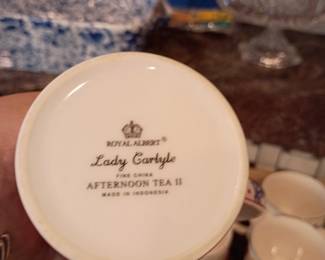 ROYAL ALBERT®
Lady Carlyle
FINE CHINA
AFTERNOON TEA II
MADE IN INDONESIA